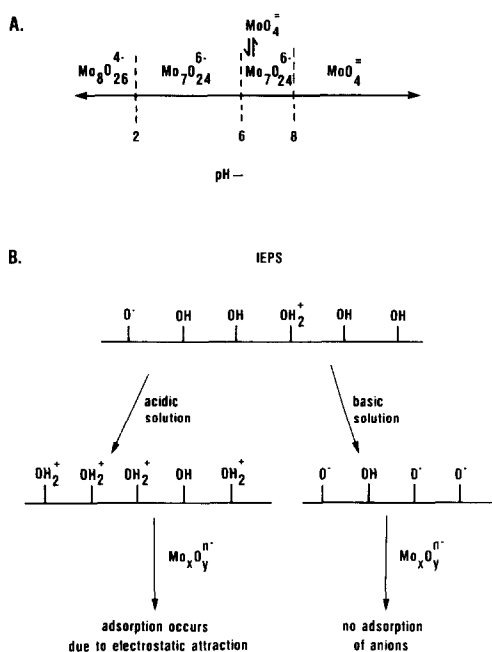 A.
MoO4=
⇌
Mo8O26 4- Mo7O24 6- Mo7O24 6- MoO4=
2 6 8
pH —
B. IEPS
O- OH OH OH2+ OH OH
acidic solution
basic solution
OH2+ OH2+ OH2+ OH OH2+
O- OH O- O-
MoxOy n-
MoxOy n-
adsorption occurs
due to electrostatic attraction
no adsorption
of anions